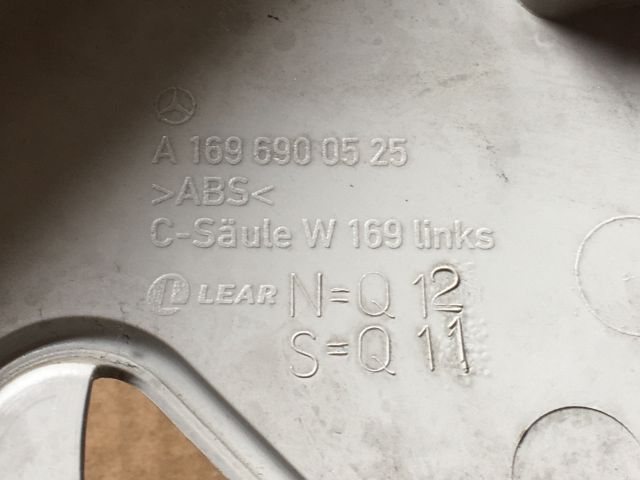 A 169 690 05 25
>ABS<
C-Säule W 169 links
LEAR N=Q 12
S=Q 11